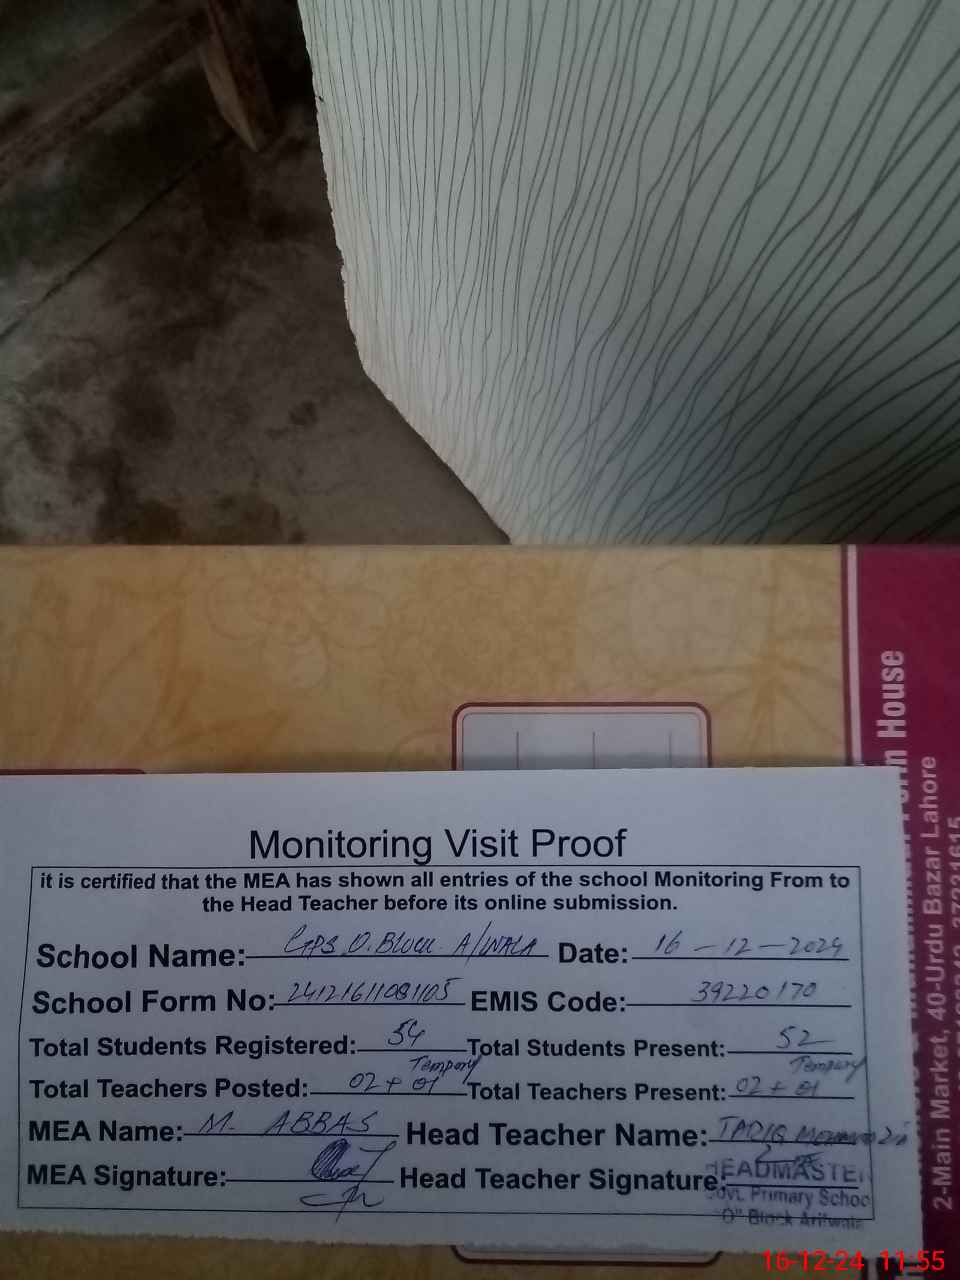 House
2-Main Market, 40-Urdu Bazar Lahore
Monitoring Visit Proof
it is certified that the MEA has shown all entries of the school Monitoring From to
the Head Teacher before its online submission.
School Name: GPS D. Block A/WALA Date: 16-12-2024
School Form No: 24121611081105 EMIS Code: 39220170
Total Students Registered: 54 Total Students Present: 52
Total Teachers Posted: 02 + 01 Total Teachers Present: 02 + 01
MEA Name: M. ABBAS Head Teacher Name: TARIQ
MEA Signature: Head Teacher Signature:
HEADMASTER
Govt. Primary School
Block Arifwala
16-12-24 11:55